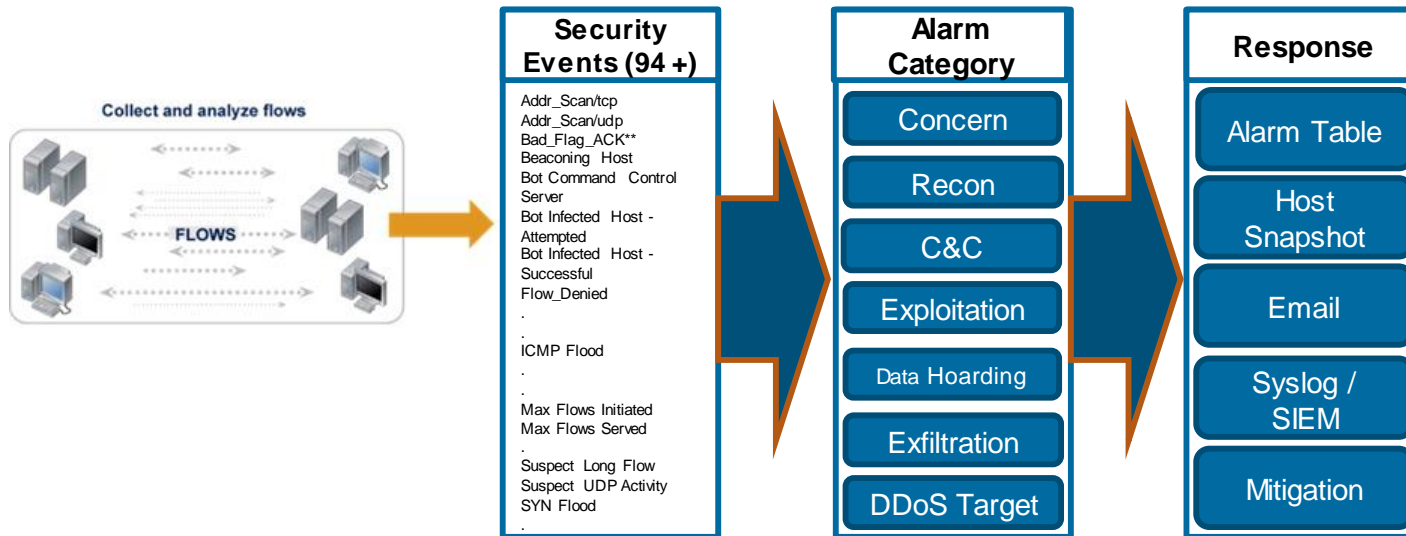 Collect and analyze flows
FLOWS
Security
Events (94 +)
Addr_Scan/tcp
Addr_Scan/udp
Bad_Flag_ACK**
Beaconing Host
Bot Command Control
Server
Bot Infected Host -
Attempted
Bot Infected Host -
Successful
Flow_Denied
.
.
ICMP Flood
.
.
Max Flows Initiated
Max Flows Served
.
Suspect Long Flow
Suspect UDP Activity
SYN Flood
.
Alarm
Category
Concern
Recon
C&C
Exploitation
Data Hoarding
Exfiltration
DDoS Target
Response
Alarm Table
Host
Snapshot
Email
Syslog /
SIEM
Mitigation